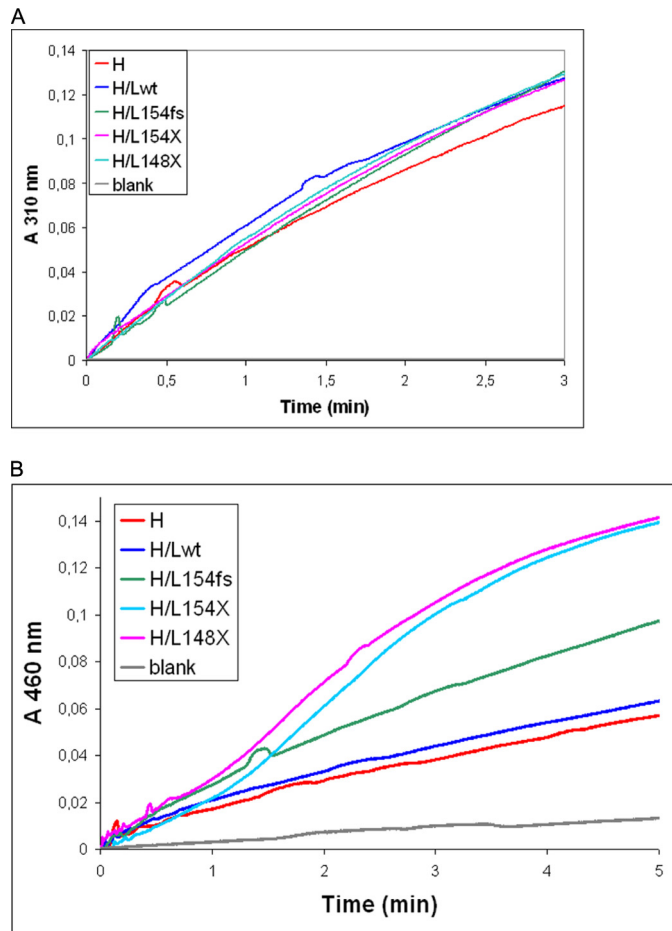 A
A 310 nm
0,14
0,12
0,1
0,08
0,06
0,04
0,02
0
H
H/Lwt
H/L154fs
H/L154X
H/L148X
blank
0
0,5
1
1,5
2
2,5
3
Time (min)
B
A 460 nm
0,14
0,12
0,1
0,08
0,06
0,04
0,02
0
H
H/Lwt
H/L154fs
H/L154X
H/L148X
blank
0
1
2
3
4
5
Time (min)